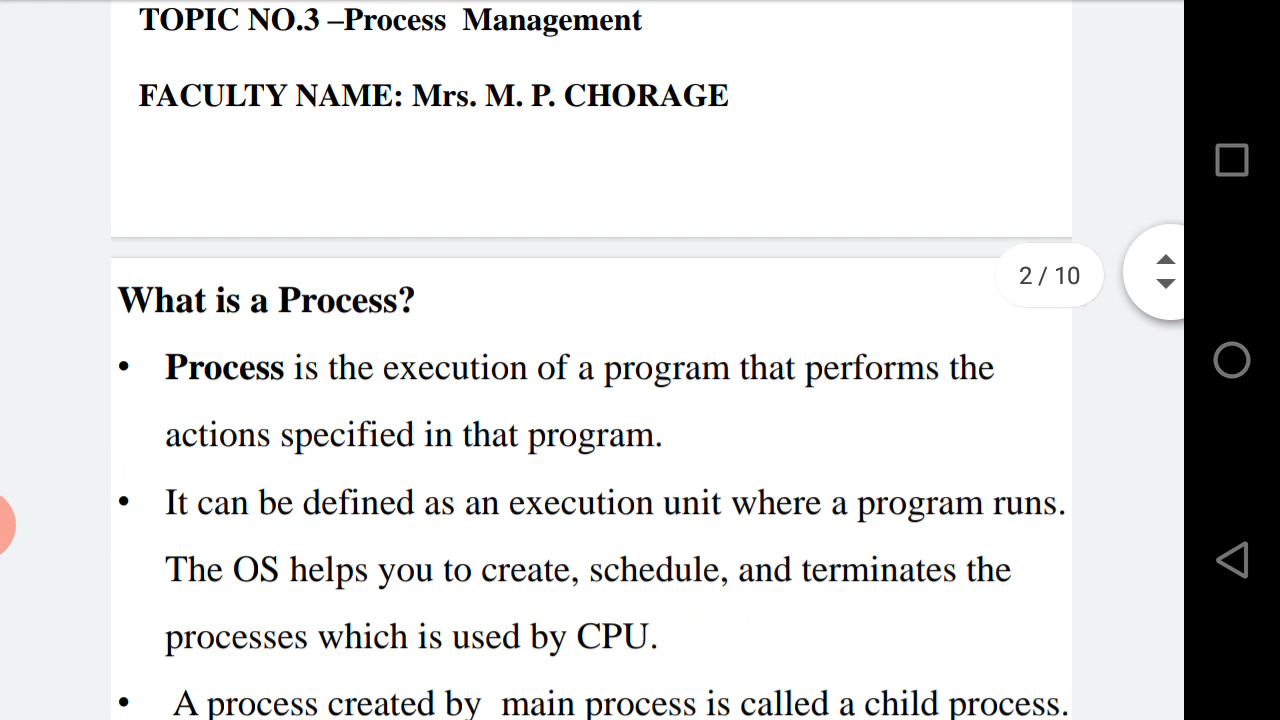 TOPIC NO.3 –Process Management
FACULTY NAME: Mrs. M. P. CHORAGE
2 / 10
What is a Process?
• Process is the execution of a program that performs the
actions specified in that program.
• It can be defined as an execution unit where a program runs.
The OS helps you to create, schedule, and terminates the
processes which is used by CPU.
• A process created by main process is called a child process.